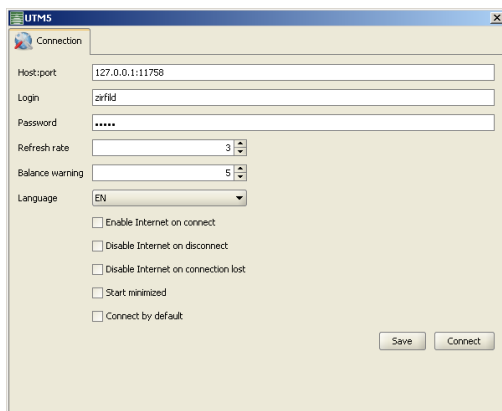 UTM5
Connection
Host:port 127.0.0.1:11758
Login zirfild
Password •••••
Refresh rate 3
Balance warning 5
Language EN
Enable Internet on connect
Disable Internet on disconnect
Disable Internet on connection lost
Start minimized
Connect by default
Save Connect